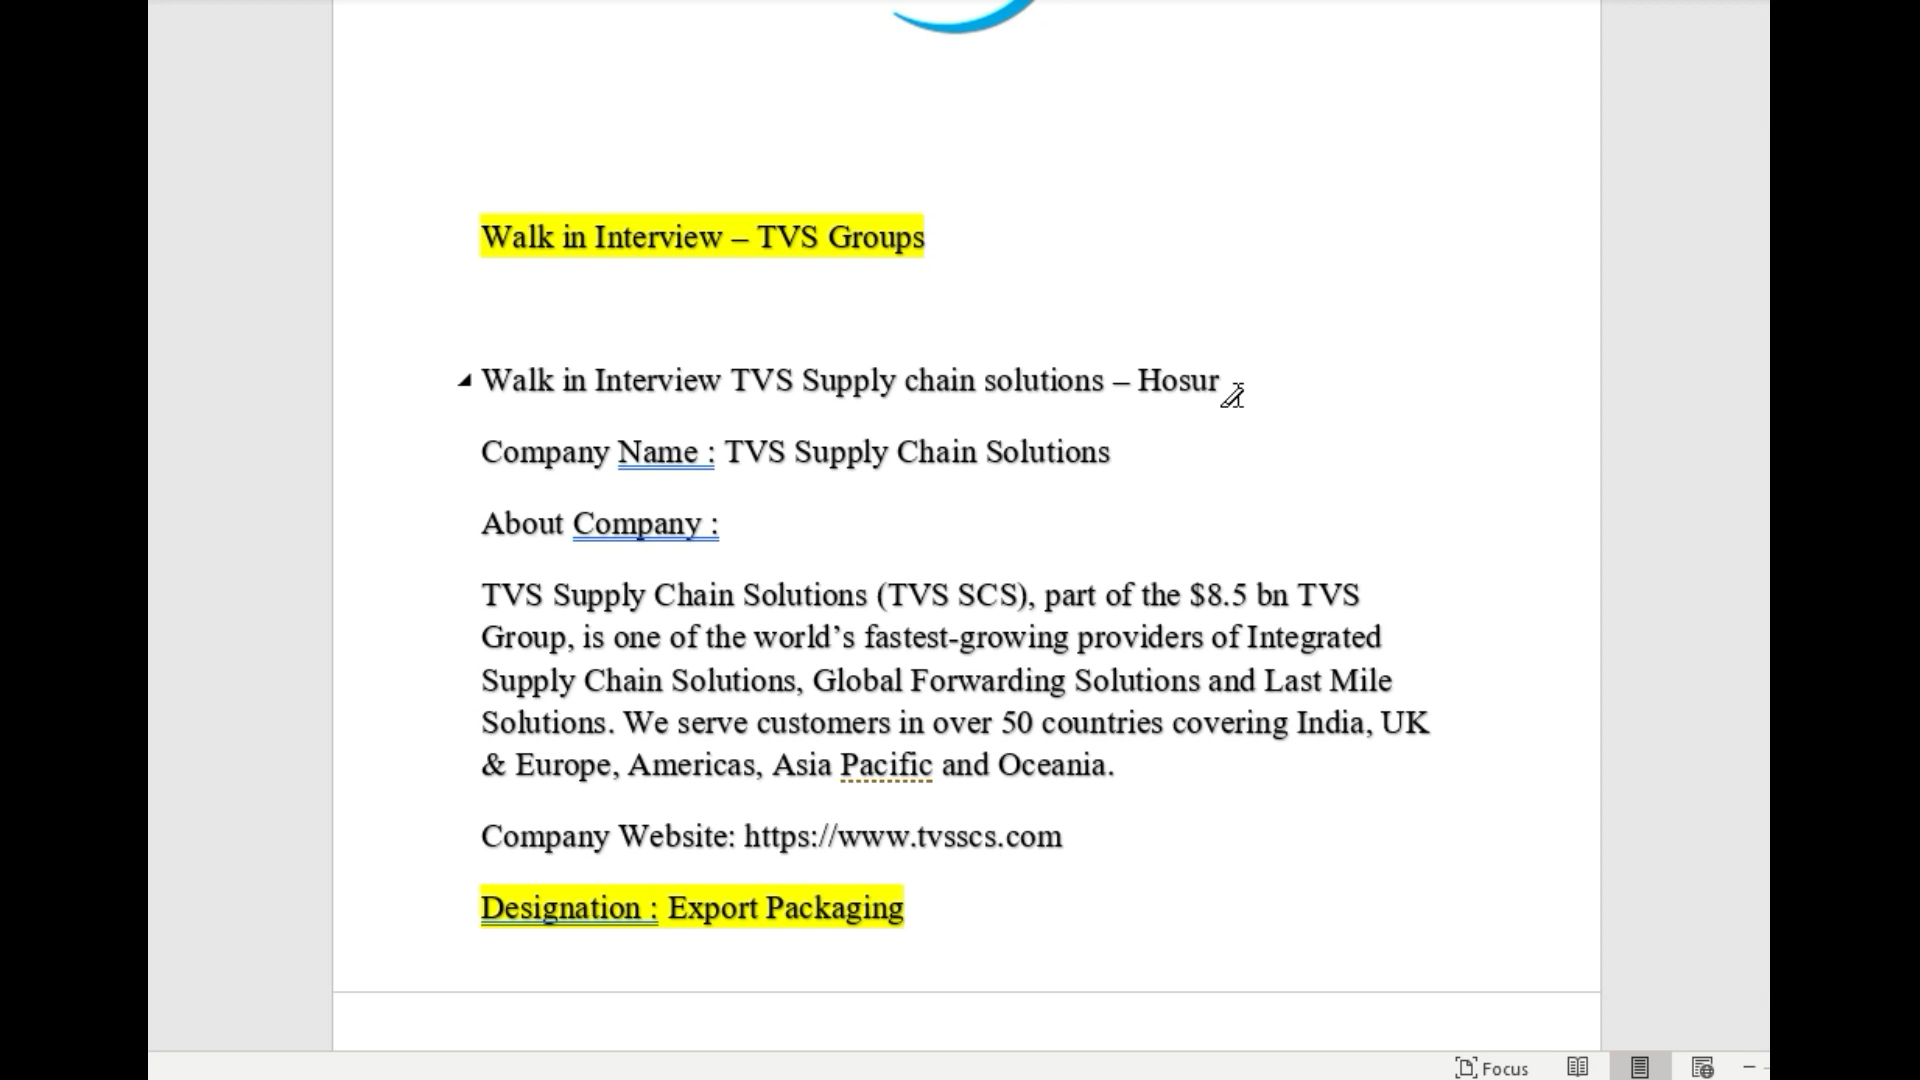 Walk in Interview – TVS Groups
Walk in Interview TVS Supply chain solutions – Hosur
Company Name : TVS Supply Chain Solutions
About Company :
TVS Supply Chain Solutions (TVS SCS), part of the $8.5 bn TVS
Group, is one of the world’s fastest-growing providers of Integrated
Supply Chain Solutions, Global Forwarding Solutions and Last Mile
Solutions. We serve customers in over 50 countries covering India, UK
& Europe, Americas, Asia Pacific and Oceania.
Company Website: https://www.tvsscs.com
Designation : Export Packaging
Focus